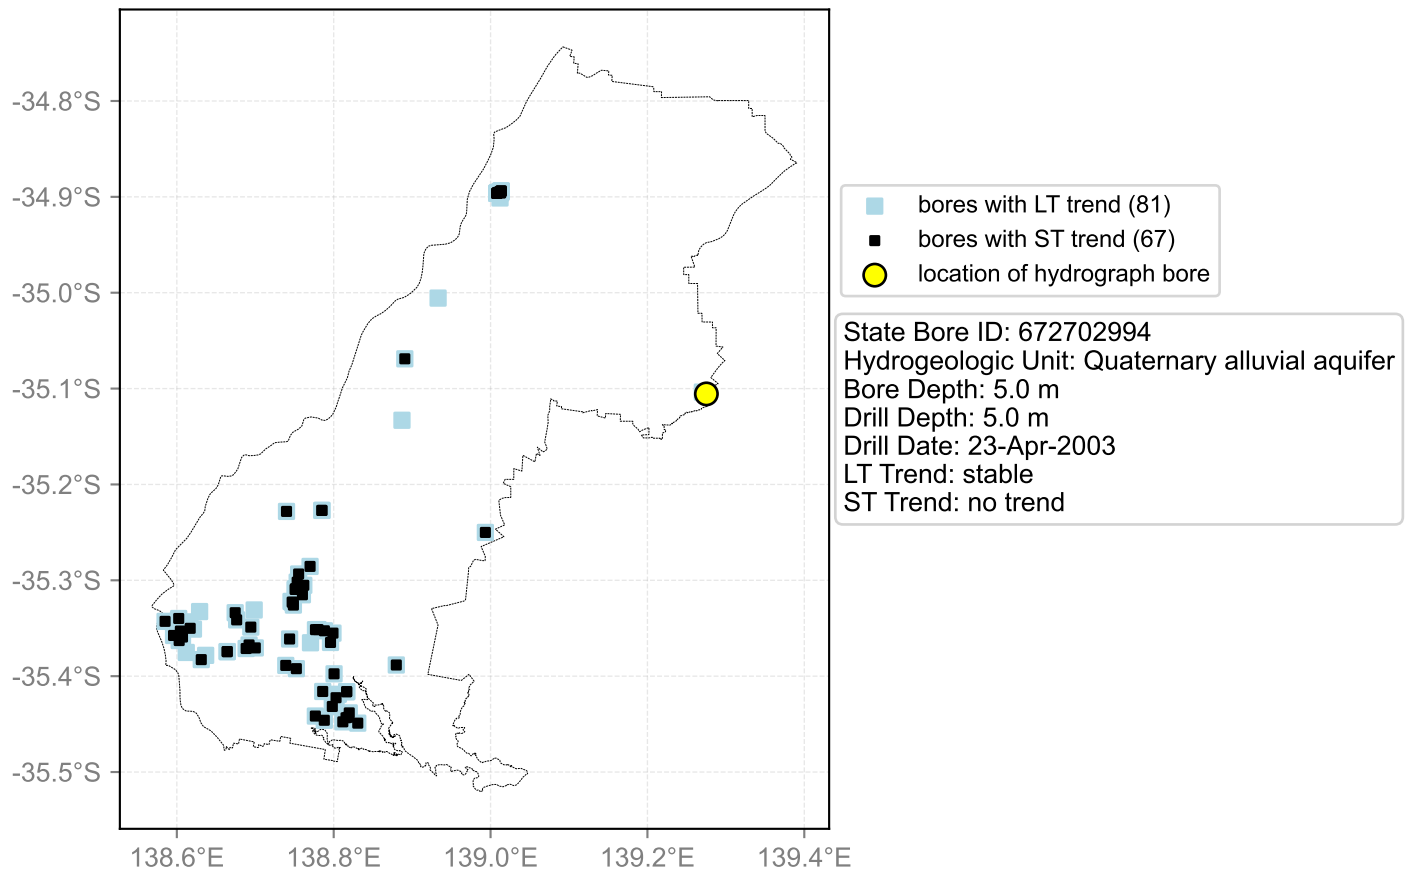 -34.8°S
-34.9°S
-35.0°S
-35.1°S
-35.2°S
-35.3°S
-35.4°S
-35.5°S
138.6°E
138.8°E
139.0°E
139.2°E
139.4°E
bores with LT trend (81)
bores with ST trend (67)
location of hydrograph bore
State Bore ID: 672702994
Hydrogeologic Unit: Quaternary alluvial aquifer
Bore Depth: 5.0 m
Drill Depth: 5.0 m
Drill Date: 23-Apr-2003
LT Trend: stable
ST Trend: no trend